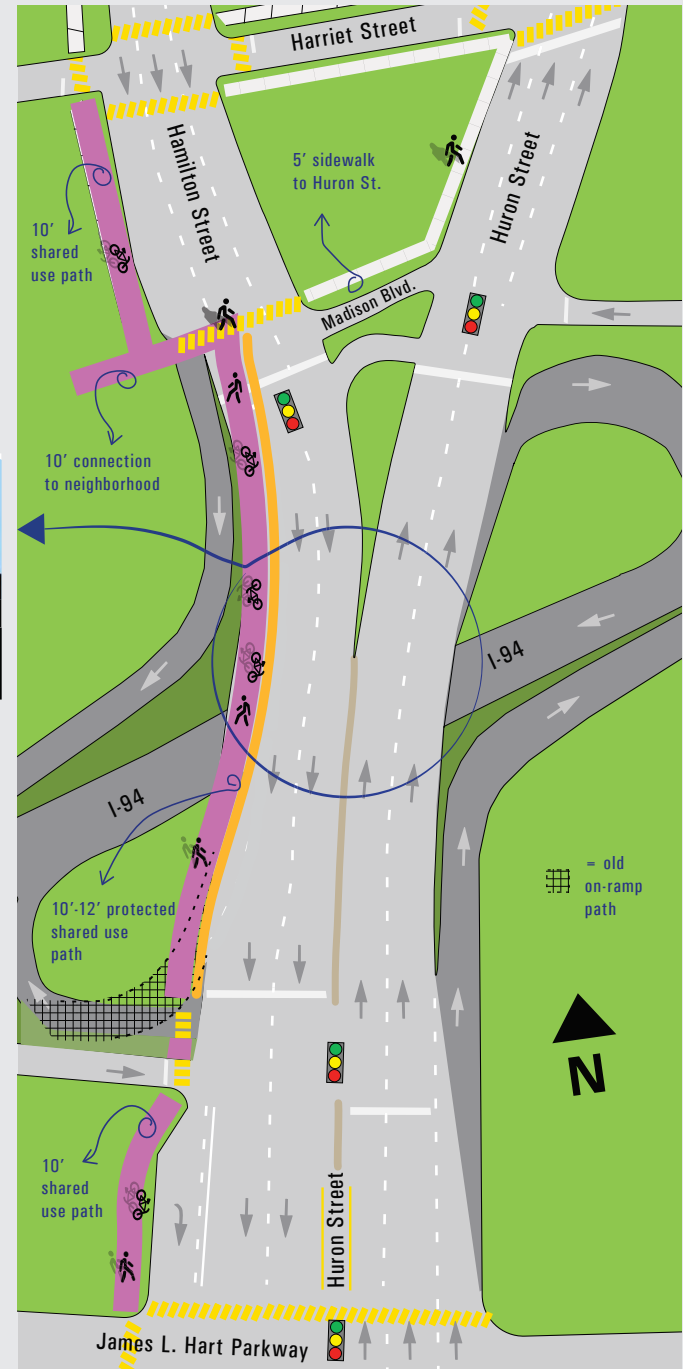 Harriet Street
Hamilton Street
5' sidewalk
to Huron St.
Huron Street
10'
shared
use path
Madison Blvd.
10' connection
to neighborhood
I-94
I-94
10'-12' protected
shared use
path
= old
on-ramp
path
N
10'
shared
use path
Huron Street
James L. Hart Parkway